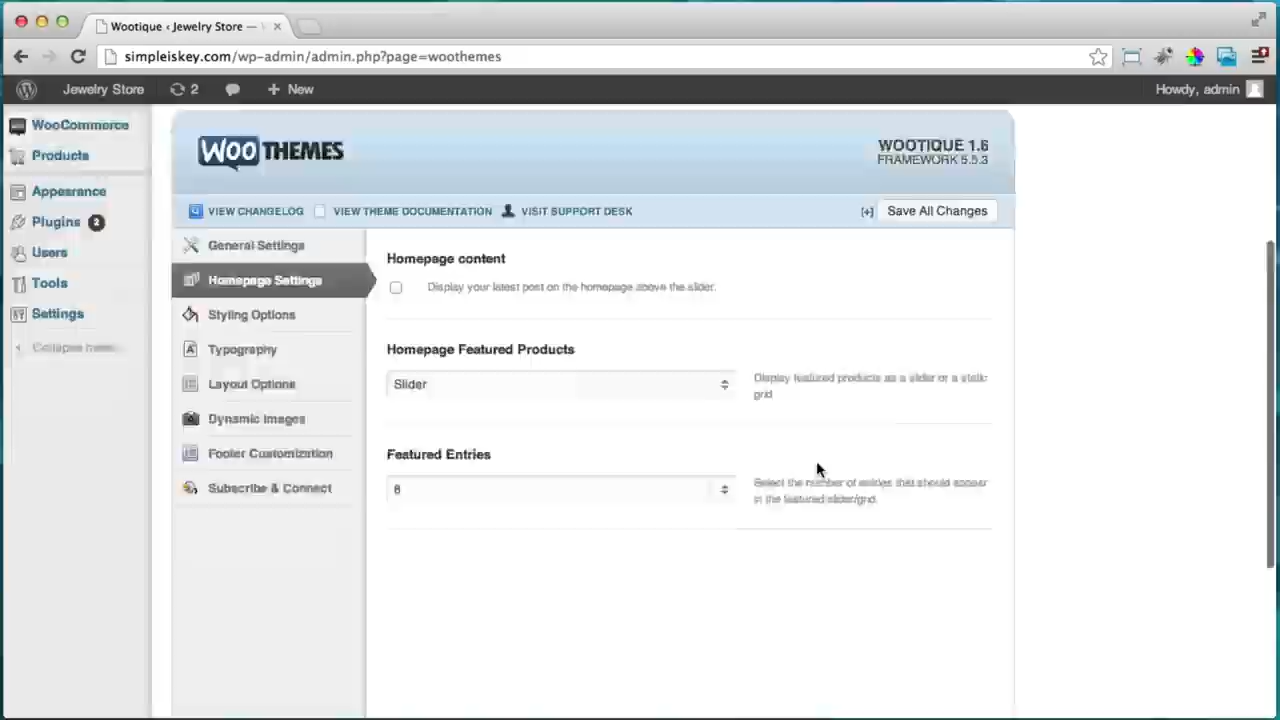 Wootique ‹ Jewelry Store —
simpleiskey.com/wp-admin/admin.php?page=woothemes
Jewelry Store
2
New
Howdy, admin
WooCommerce
Products
Appearance
Plugins 2
Users
Tools
Settings
Collapse menu
WOOTHEMES
WOOTIQUE 1.6
FRAMEWORK 5.5.3
VIEW CHANGELOG
VIEW THEME DOCUMENTATION
VISIT SUPPORT DESK
[+]
Save All Changes
General Settings
Homepage Settings
Styling Options
Typography
Layout Options
Dynamic Images
Footer Customization
Subscribe & Connect
Homepage content
Display your latest post on the homepage above the slider.
Homepage Featured Products
Slider
Display featured products as a slider or a static
grid
Featured Entries
6
Select the number of entries that should appear
in the featured slider/grid.